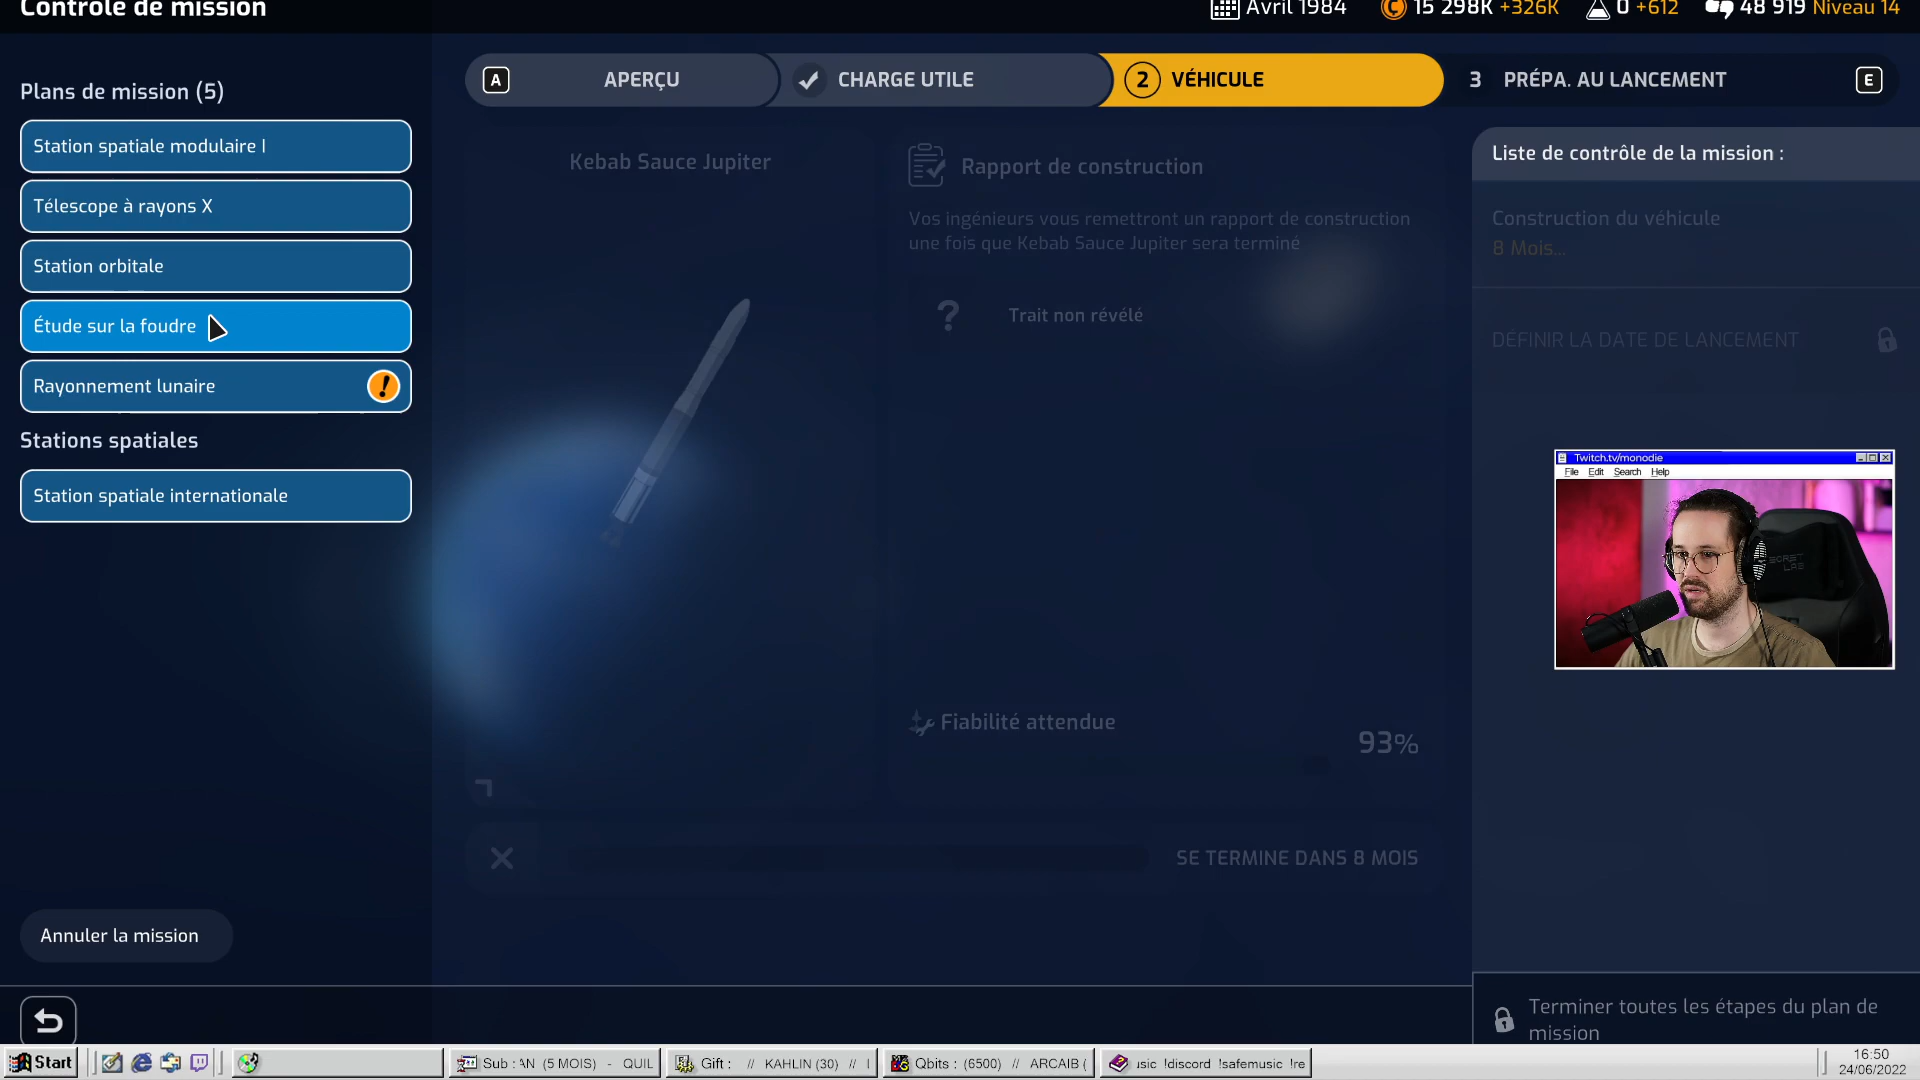 Contrôle de mission
Avril 1984
15 298K +326K
0 +612
48 919 Niveau 14
Plans de mission (5)
Station spatiale modulaire I
Télescope à rayons X
Station orbitale
Étude sur la foudre
Rayonnement lunaire
Stations spatiales
Station spatiale internationale
Annuler la mission
A APERÇU
CHARGE UTILE
2 VÉHICULE
3 PRÉPA. AU LANCEMENT E
Kebab Sauce Jupiter
Rapport de construction
Vos ingénieurs vous remettront un rapport de construction
une fois que Kebab Sauce Jupiter sera terminé
? Trait non révélé
Fiabilité attendue
93%
SE TERMINE DANS 8 MOIS
Liste de contrôle de la mission :
Construction du véhicule
8 Mois...
DÉFINIR LA DATE DE LANCEMENT
Twitch.tv/monodie
File Edit Search Help
Terminer toutes les étapes du plan de
mission
Start
Sub : AN (5 MOIS) - QUIL
Gift : // KAHLIN (30) //
Qbits : (6500) // ARCAIB (
usic !discord !safemusic !re
16:50
24/06/2022